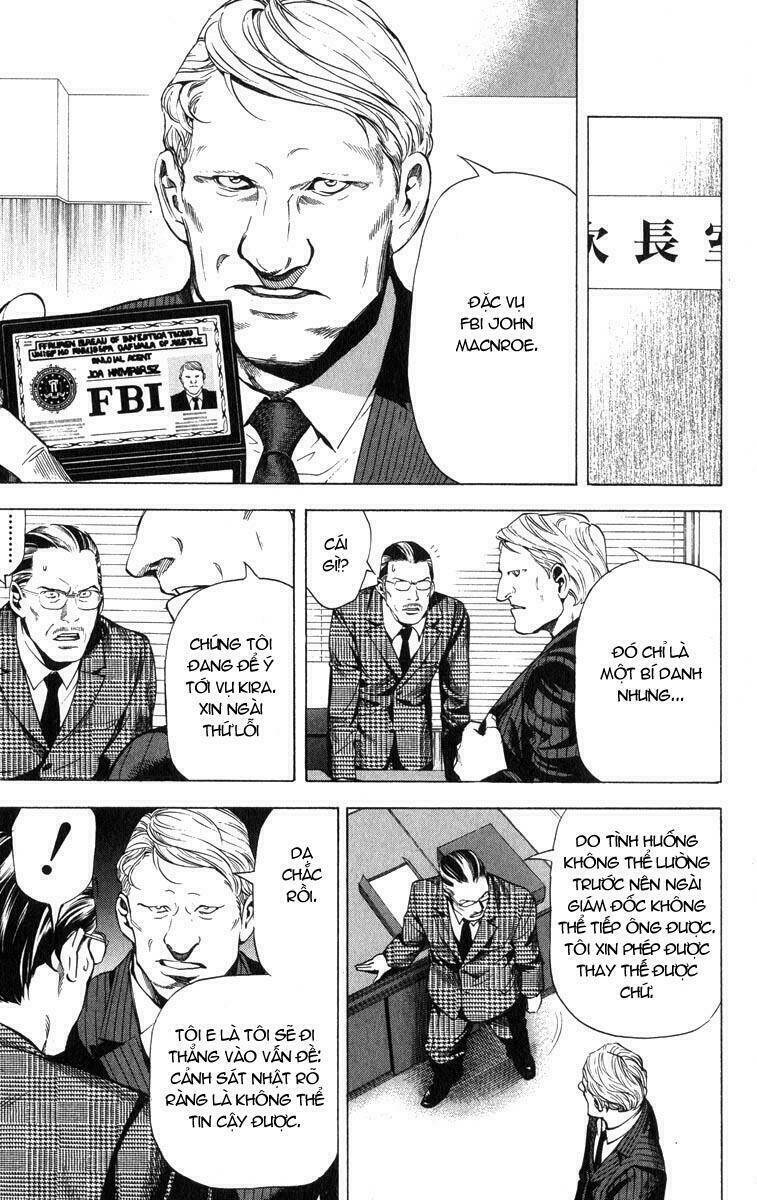 次長室
ĐẶC VỤ
FBI JOHN
MACNROE.
FBI
ĐÓ CHỈ LÀ
MỘT BÍ DANH
NHƯNG...
CÁI
GÌ!?
CHÚNG TÔI
ĐANG ĐỂ Ý
TỚI VỤ KIRA.
XIN NGÀI
THỨ LỖI
.........
DO TÌNH HUỐNG
KHÔNG THỂ LƯỜNG
TRƯỚC NÊN NGÀI
GIÁM ĐỐC KHÔNG
THỂ TIẾP ÔNG ĐƯỢC.
TÔI XIN PHÉP ĐƯỢC
THAY THẾ ĐƯỢC
CHỨ.
DẠ
CHẮC
RỒI.
!
TÔI E LÀ TÔI SẼ ĐI
THẲNG VÀO VẤN ĐỀ:
CẢNH SÁT NHẬT RÕ
RÀNG LÀ KHÔNG THỂ
TIN CẬY ĐƯỢC.